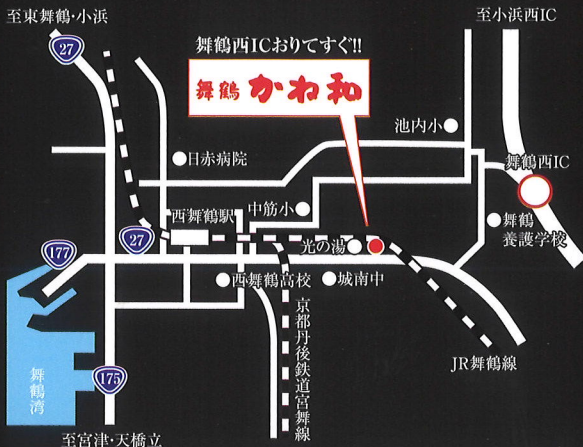 至東舞鶴・小浜
至小浜西IC
27
舞鶴西ICおりてすぐ!!
舞鶴 かね和
池内小
日赤病院
舞鶴西IC
西舞鶴駅
中筋小
舞鶴
養護学校
27
177
光の湯
西舞鶴高校
城南中
京都丹後鉄道宮舞線
JR舞鶴線
舞鶴湾
175
至宮津・天橋立